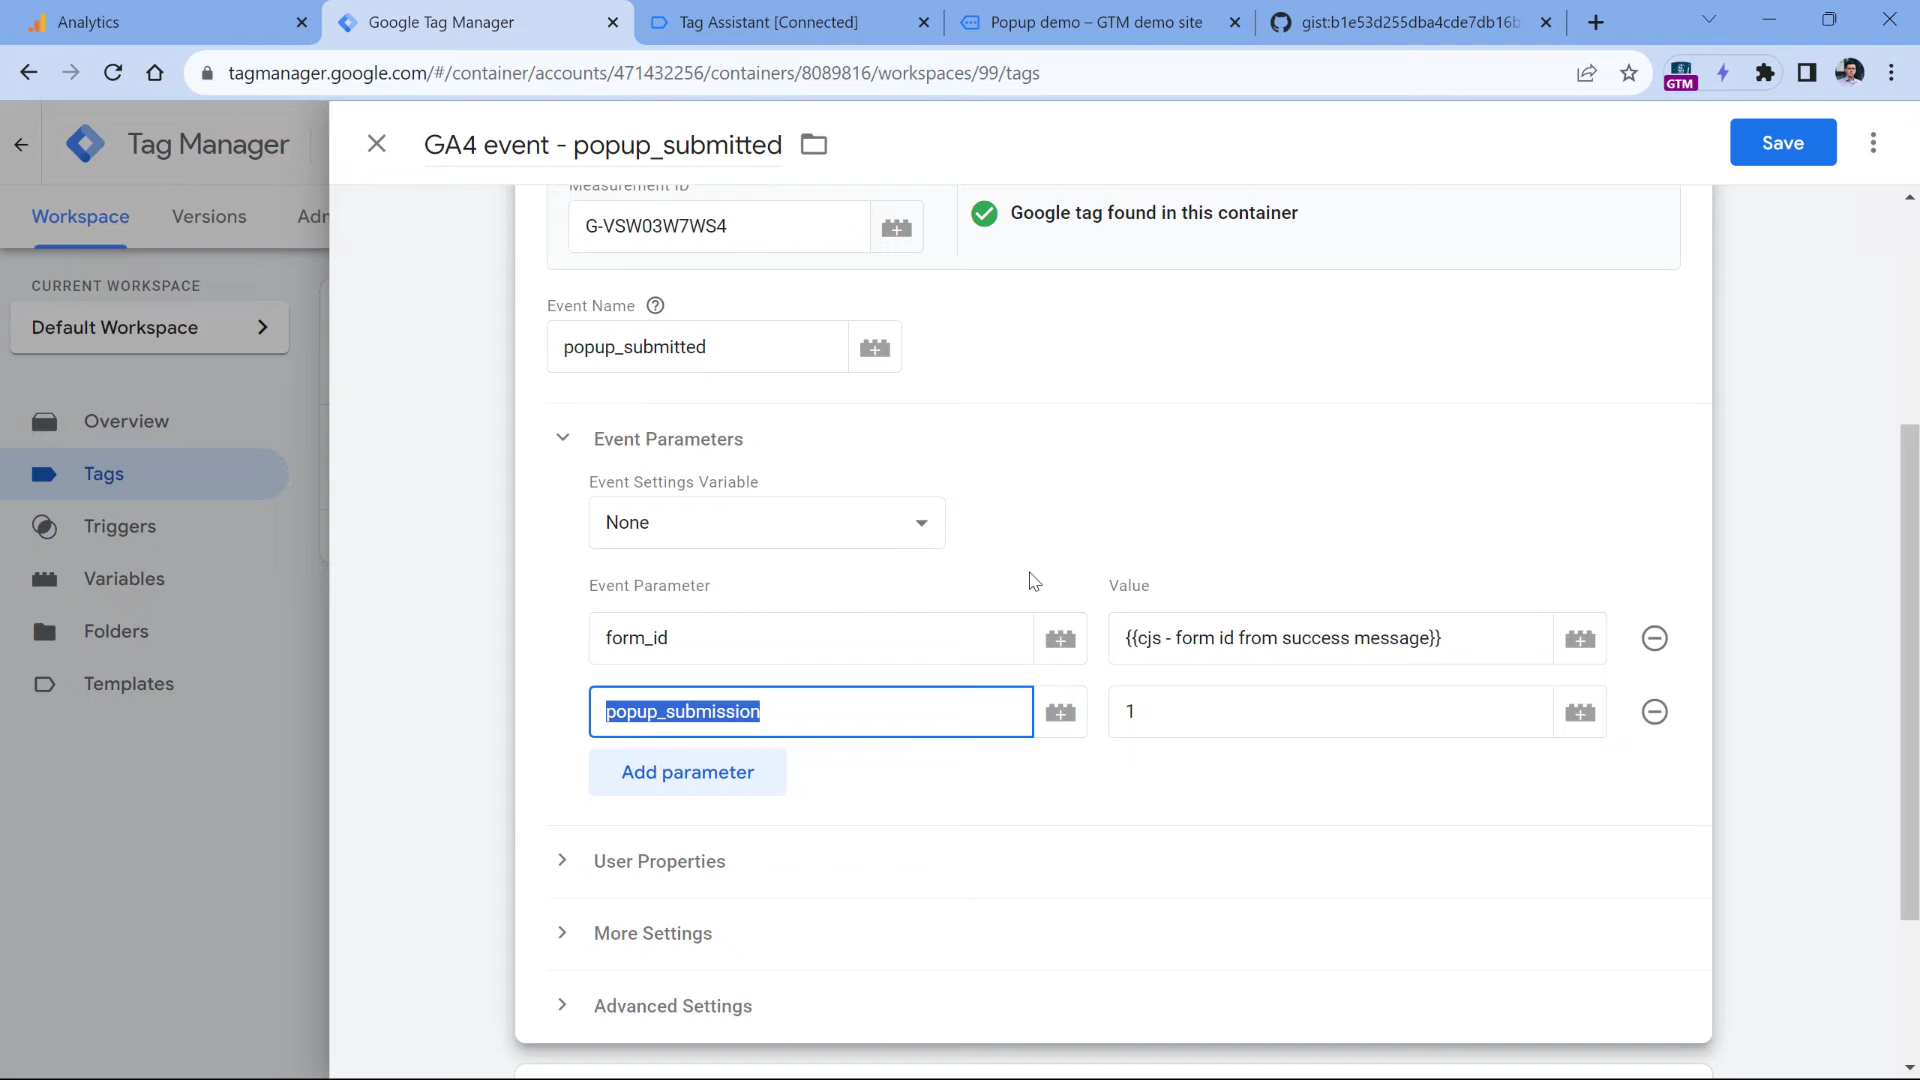 Analytics
Google Tag Manager
Tag Assistant [Connected]
Popup demo – GTM demo site
gist:b1e53d255dba4cde7db16b
tagmanager.google.com/#/container/accounts/471432256/containers/8089816/workspaces/99/tags
GTM
Tag Manager
GA4 event - popup_submitted
Save
Workspace
Versions
Adn
Measurement ID
G-VSW03W7WS4
Google tag found in this container
CURRENT WORKSPACE
Default Workspace
Event Name
popup_submitted
Overview
Tags
Triggers
Variables
Folders
Templates
Event Parameters
Event Settings Variable
None
Event Parameter
Value
form_id
{{cjs - form id from success message}}
popup_submission
1
Add parameter
User Properties
More Settings
Advanced Settings